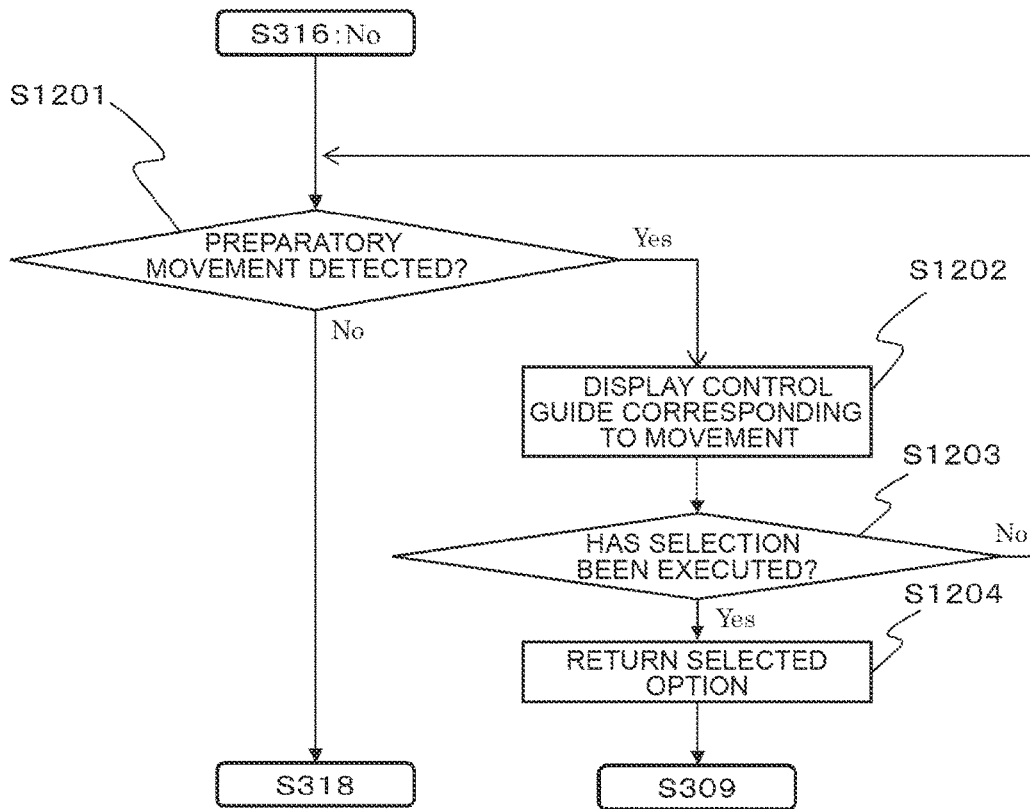 S316:No
S1201
PREPARATORY
MOVEMENT DETECTED?
Yes
No
S1202
DISPLAY CONTROL
GUIDE CORRESPONDING
TO MOVEMENT
S1203
HAS SELECTION
BEEN EXECUTED?
No
Yes
S1204
RETURN SELECTED
OPTION
S318
S309